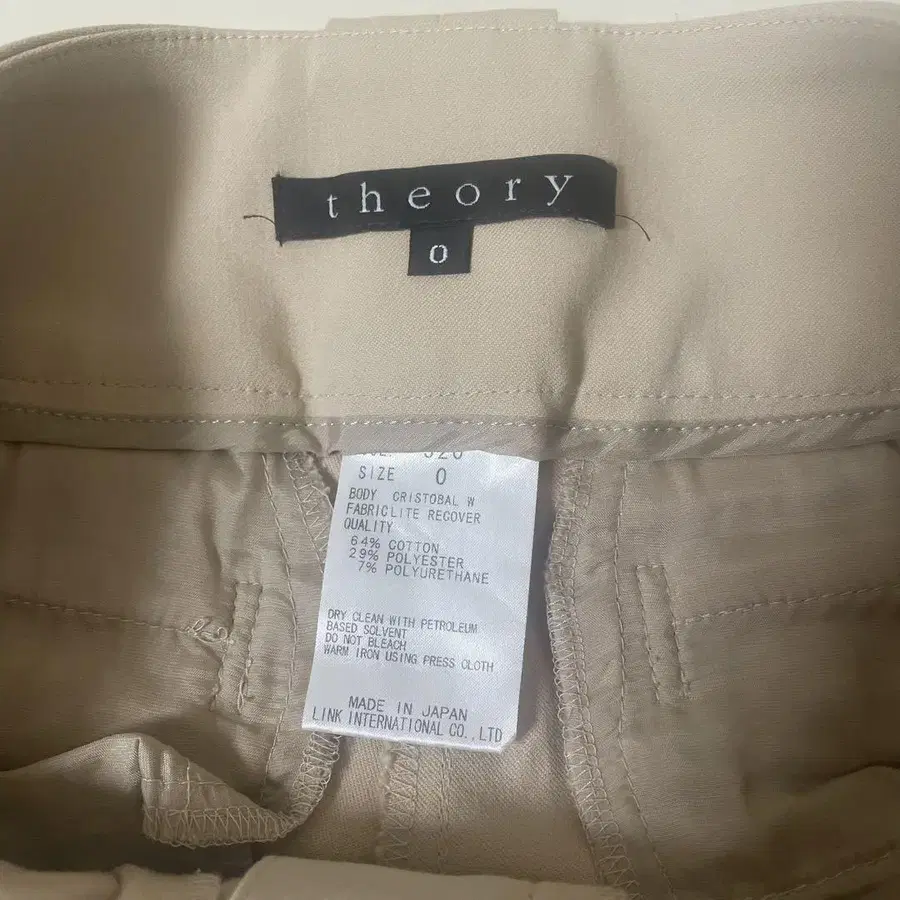 theory
0
SIZE 0
BODY CRISTOBAL W
FABRIC LITE RECOVER
QUALITY
64% COTTON
29% POLYESTER
7% POLYURETHANE
DRY CLEAN WITH PETROLEUM
BASED SOLVENT
DO NOT BLEACH
WARM IRON USING PRESS CLOTH
MADE IN JAPAN
LINK INTERNATIONAL CO.,LTD